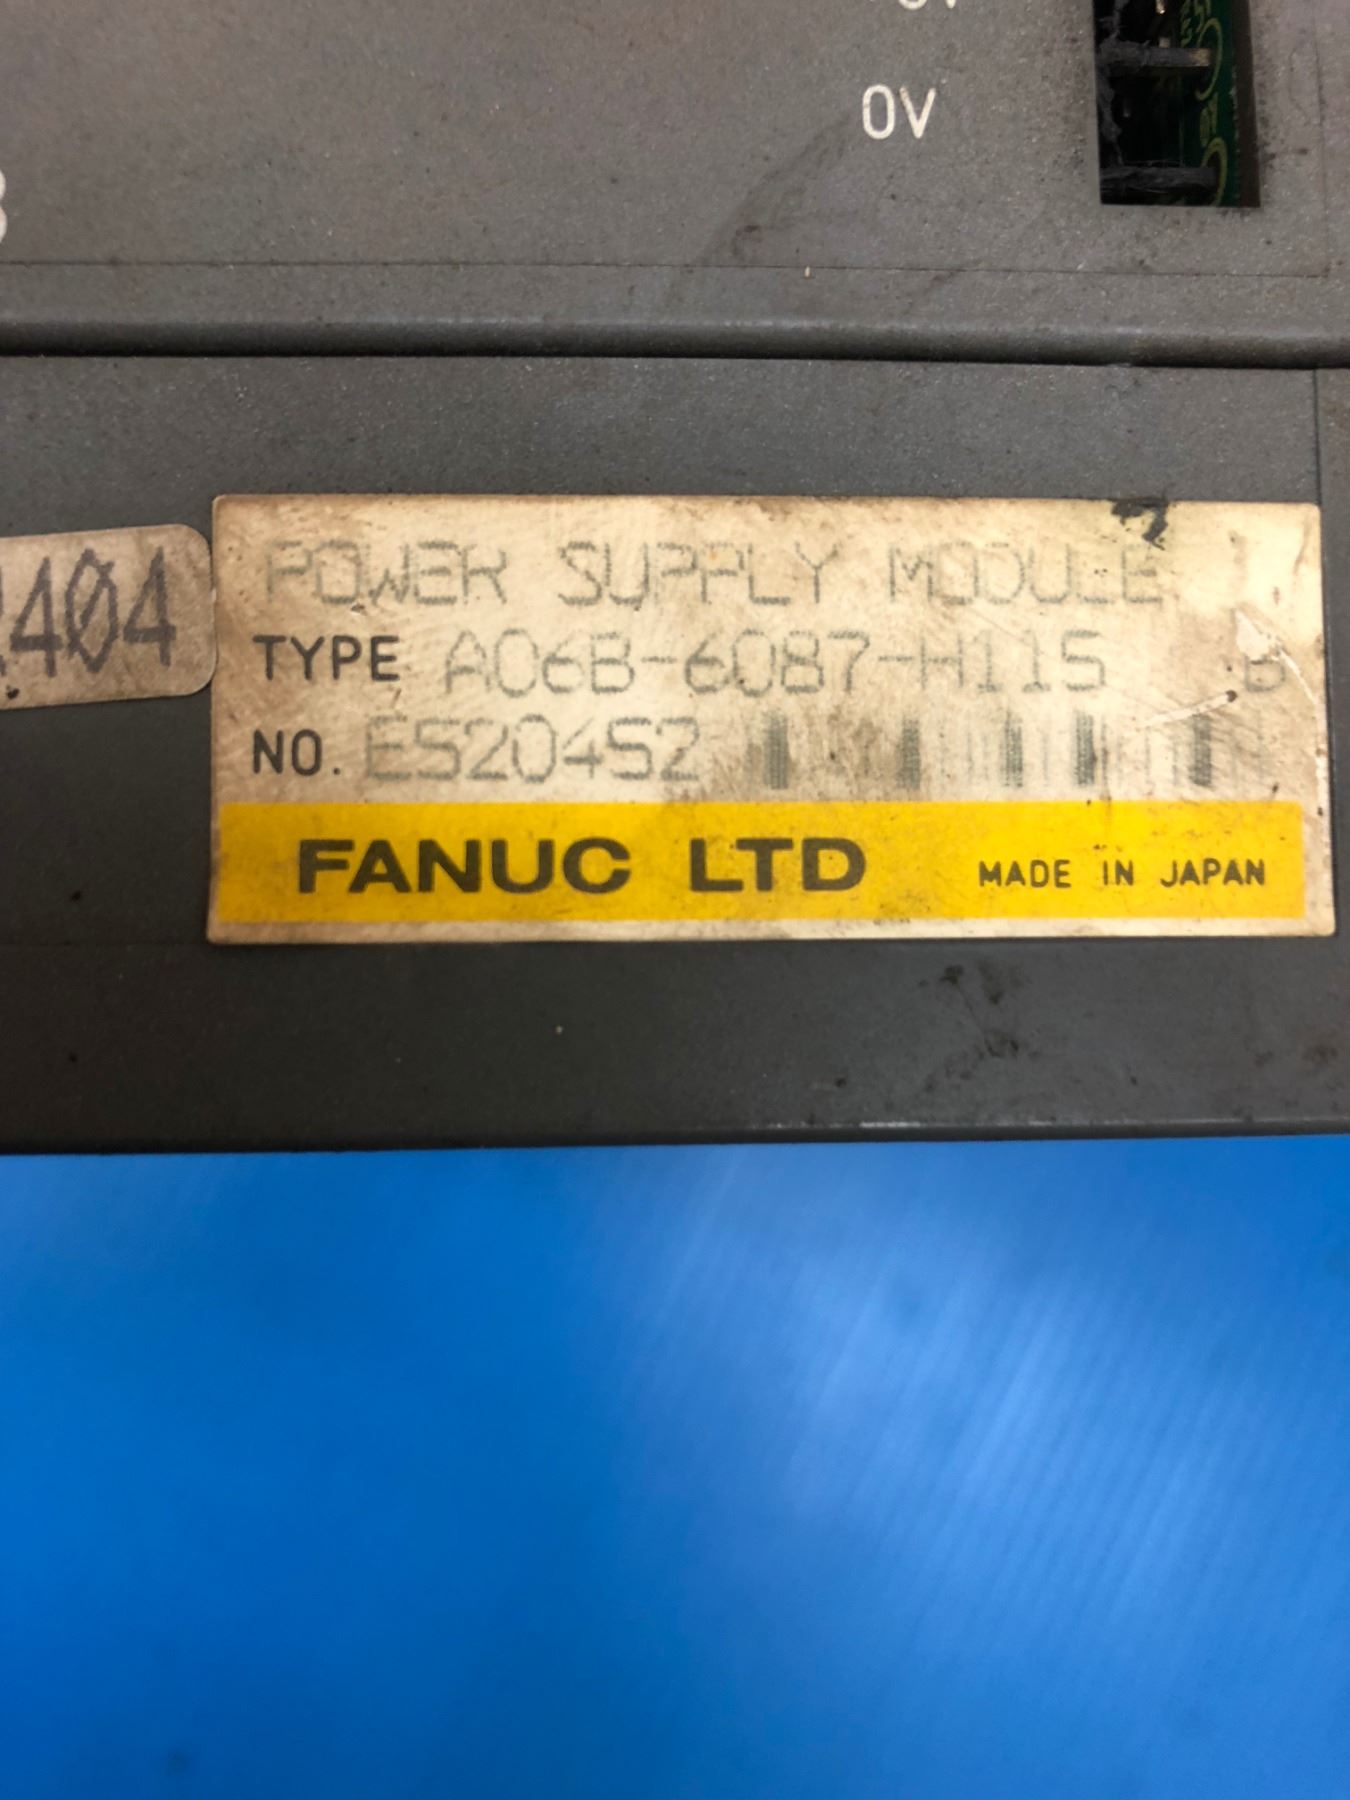 0V
POWER SUPPLY MODULE
TYPE A06B-6087-H115 B
NO. E520452
404
FANUC LTD MADE IN JAPAN